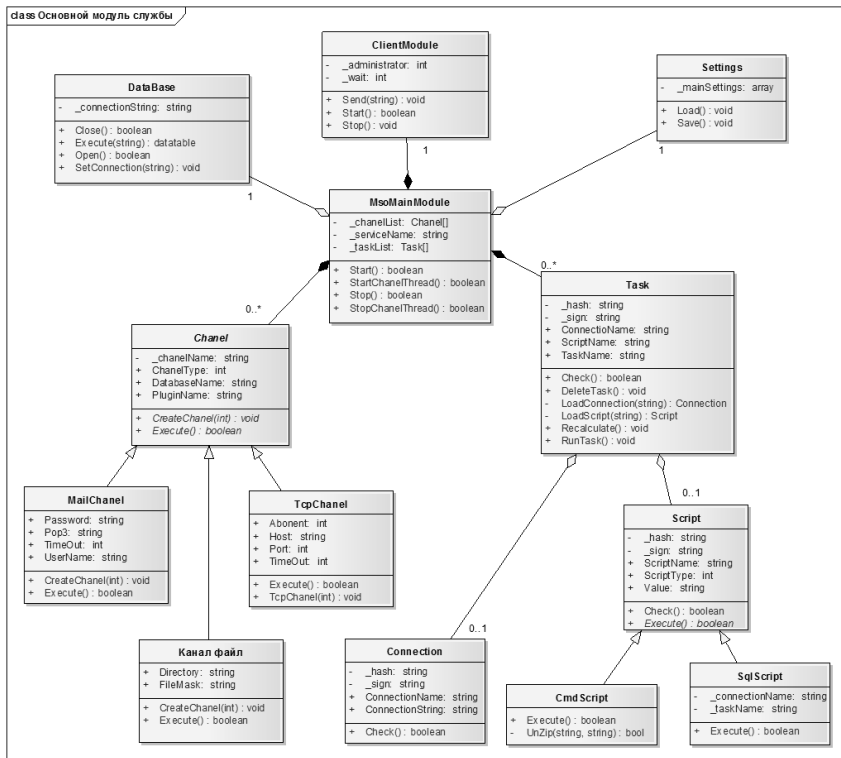 class Основной модуль службы
ClientModule
- _administrator: int
- _wait: int
+ Send(string) : void
+ Start() : boolean
+ Stop() : void
DataBase
- _connectionString: string
+ Close() : boolean
+ Execute(string) : datatable
+ Open() : boolean
+ SetConnection(string) : void
Settings
- _mainSettings: array
+ Load() : void
+ Save() : void
1
1
1
MsoMainModule
- _chanelList: Chanel[]
- _serviceName: string
- _taskList: Task[]
+ Start() : boolean
+ StartChanelThread() : boolean
+ Stop() : boolean
+ StopChanelThread() : boolean
0..*
0..*
Chanel
- _chanelName: string
+ ChanelType: int
+ DatabaseName: string
+ PluginName: string
+ CreateChanel(int) : void
+ Execute() : boolean
Task
- _hash: string
- _sign: string
+ ConnectioName: string
+ ScriptName: string
+ TaskName: string
+ Check() : boolean
+ DeleteTask() : void
- LoadConnection(string) : Connection
- LoadScript(string) : Script
+ Recalculate() : void
+ RunTask() : void
MailChanel
+ Password: string
+ Pop3: string
+ TimeOut: int
+ UserName: string
+ CreateChanel(int) : void
+ Execute() : boolean
TcpChanel
+ Abonent: int
+ Host: string
+ Port: int
+ TimeOut: int
+ Execute() : boolean
+ TcpChanel(int) : void
0..1
Script
- _hash: string
- _sign: string
+ ScriptName: string
+ ScriptType: int
+ Value: string
+ Check() : boolean
+ Execute() : boolean
0..1
Канал файл
+ Directory: string
+ FileMask: string
+ CreateChanel(int) : void
+ Execute() : boolean
Connection
- _hash: string
- _sign: string
+ ConnectionName: string
+ ConnectionString: string
+ Check() : boolean
CmdScript
+ Execute() : boolean
- UnZip(string, string) : bool
SqlScript
- _connectionName: string
- _taskName: string
+ Execute() : boolean